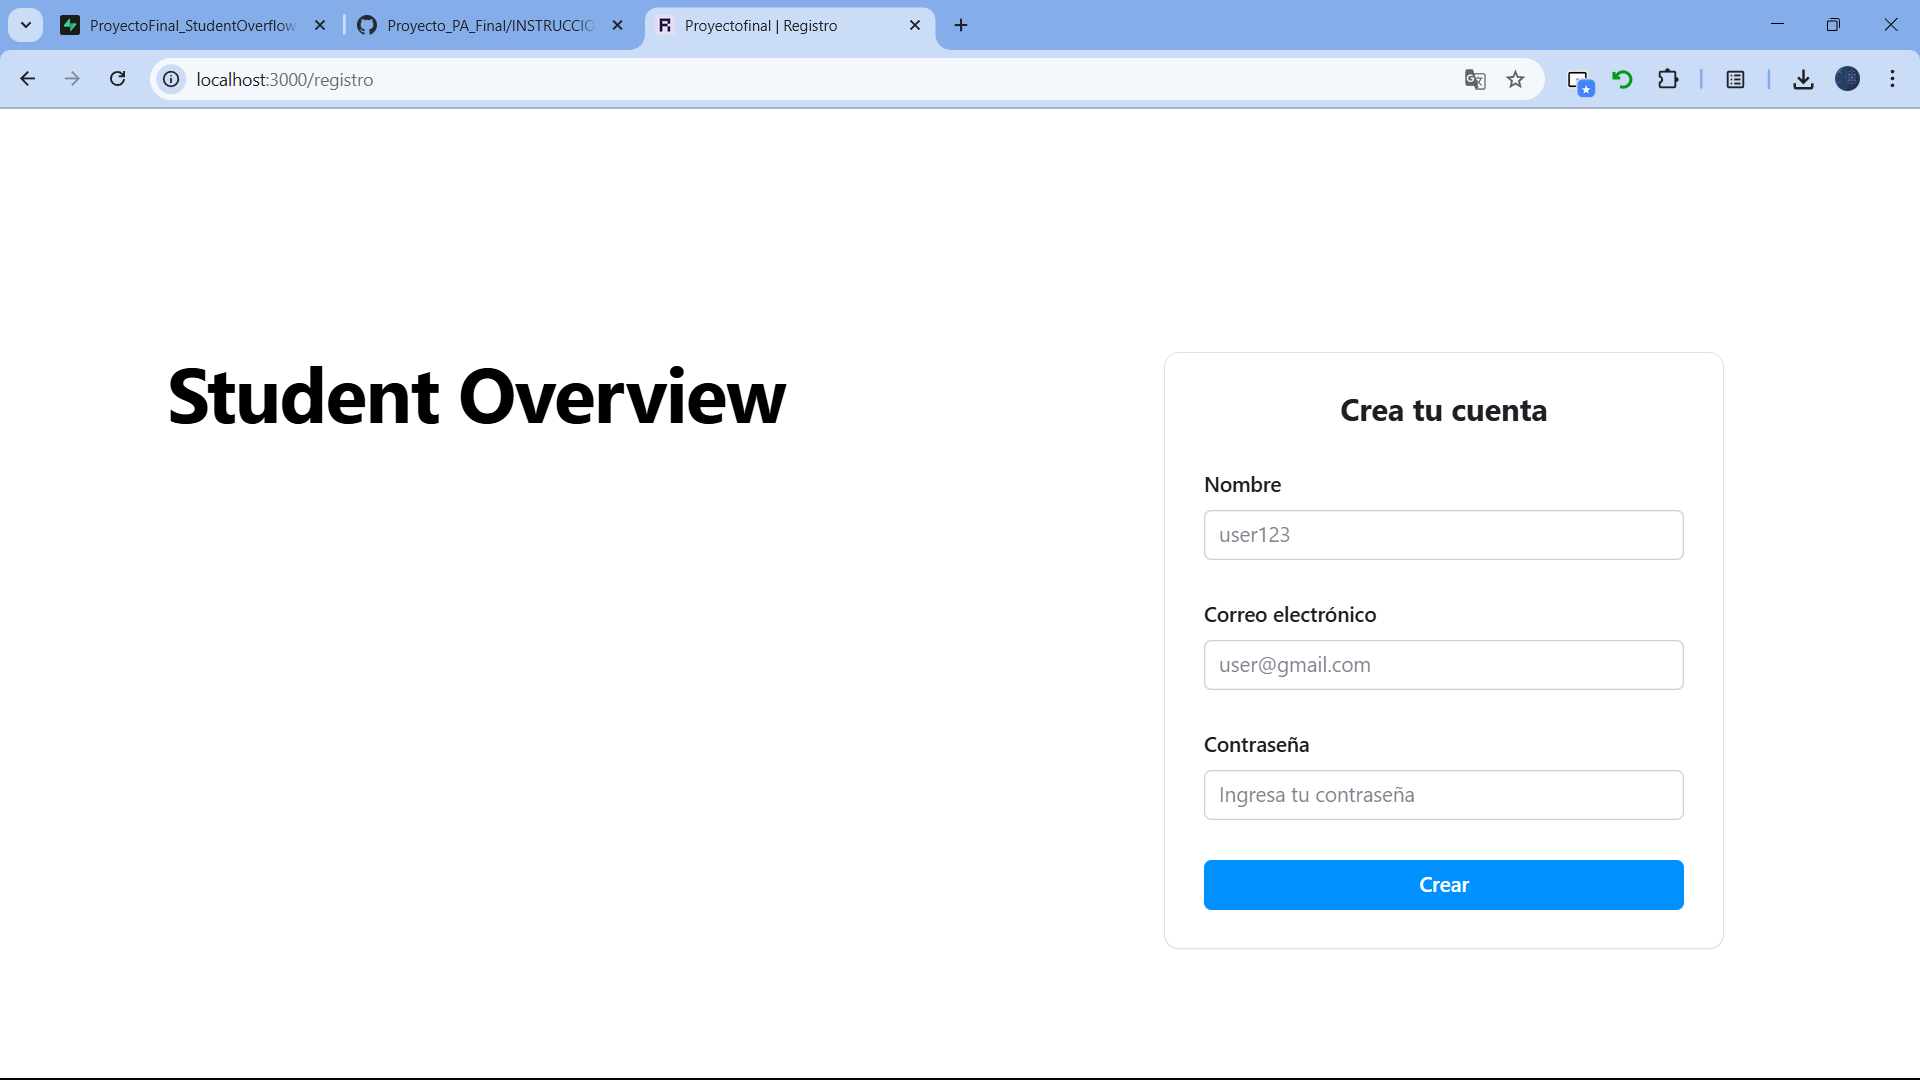 ProyectoFinal_StudentOverflow
Proyecto_PA_Final/INSTRUCCIO
Proyectofinal | Registro
localhost:3000/registro
Student Overview
Crea tu cuenta
Nombre
user123
Correo electrónico
user@gmail.com
Contraseña
Ingresa tu contraseña
Crear